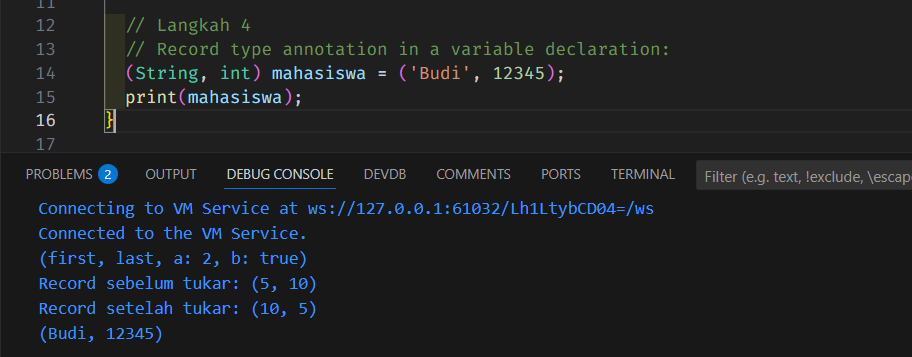 11
12 // Langkah 4
13 // Record type annotation in a variable declaration:
14 (String, int) mahasiswa = ('Budi', 12345);
15 print(mahasiswa);
16 }
17
PROBLEMS 2 OUTPUT DEBUG CONSOLE DEVDB COMMENTS PORTS TERMINAL Filter (e.g. text, !exclude, \escap
Connecting to VM Service at ws://127.0.0.1:61032/Lh1LtybCD04=/ws
Connected to the VM Service.
(first, last, a: 2, b: true)
Record sebelum tukar: (5, 10)
Record setelah tukar: (10, 5)
(Budi, 12345)